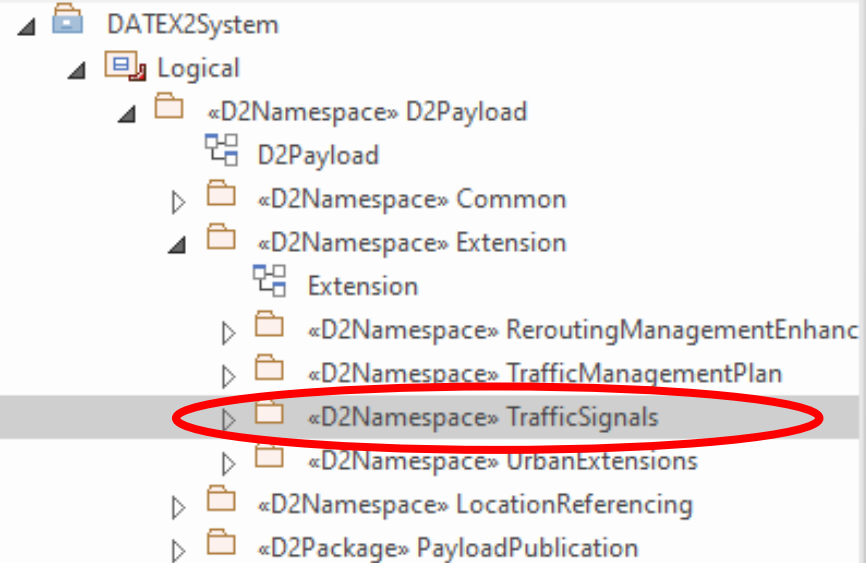 DATEX2System
Logical
«D2Namespace» D2Payload
D2Payload
«D2Namespace» Common
«D2Namespace» Extension
Extension
«D2Namespace» ReroutingManagementEnhanc
«D2Namespace» TrafficManagementPlan
«D2Namespace» TrafficSignals
«D2Namespace» UrbanExtensions
«D2Namespace» LocationReferencing
«D2Package» PayloadPublication